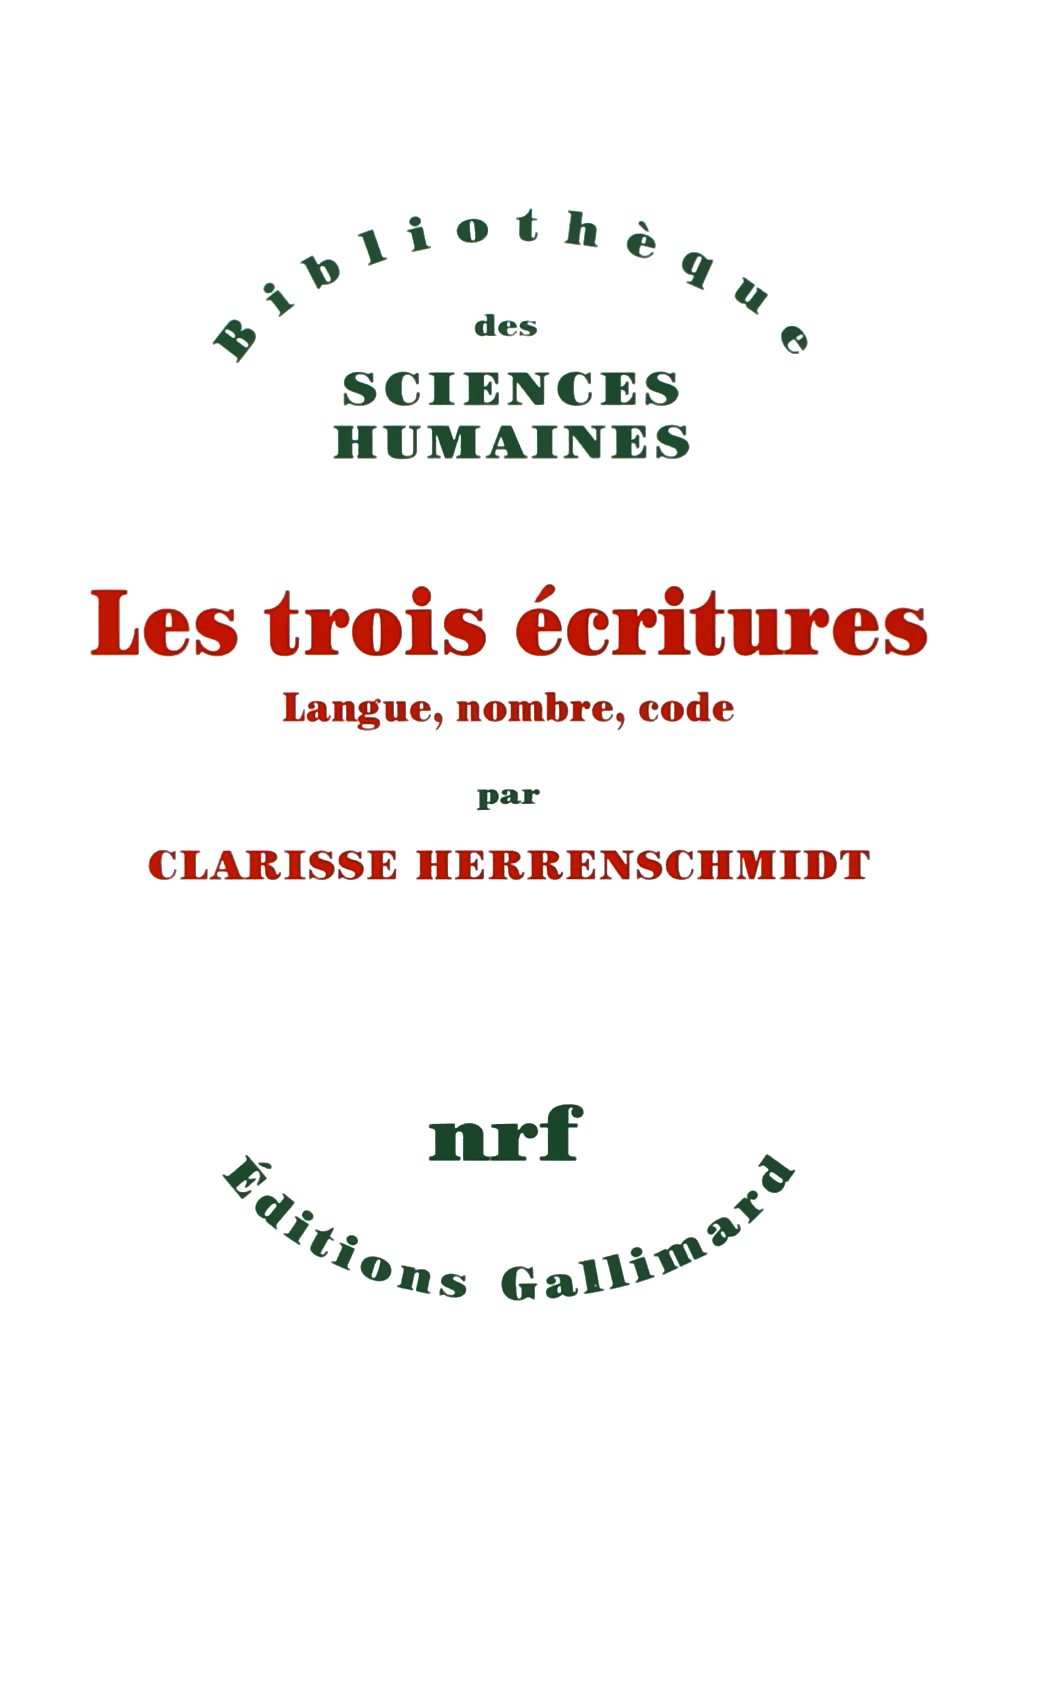 Bibliothèque
des
SCIENCES
HUMAINES
Les trois écritures
Langue, nombre, code
par
CLARISSE HERRENSCHMIDT
nrf
Éditions Gallimard